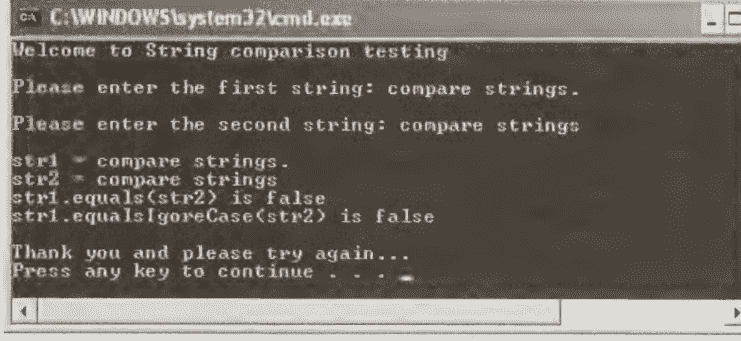 C:\WINDOWS\system32\cmd.exe
Welcome to String comparison testing
Please enter the first string: compare strings.
Please enter the second string: compare strings
str1 = compare strings.
str2 = compare strings
str1.equals(str2) is false
str1.equalsIgoreCase(str2) is false
Thank you and please try again...
Press any key to continue . . .